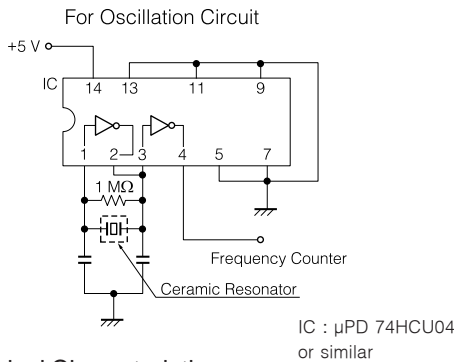 For Oscillation Circuit
+5 V
IC
14 13 11 9
1 2 3 4 5 7
1 MΩ
Frequency Counter
Ceramic Resonator
IC : µPD 74HCU04
or similar